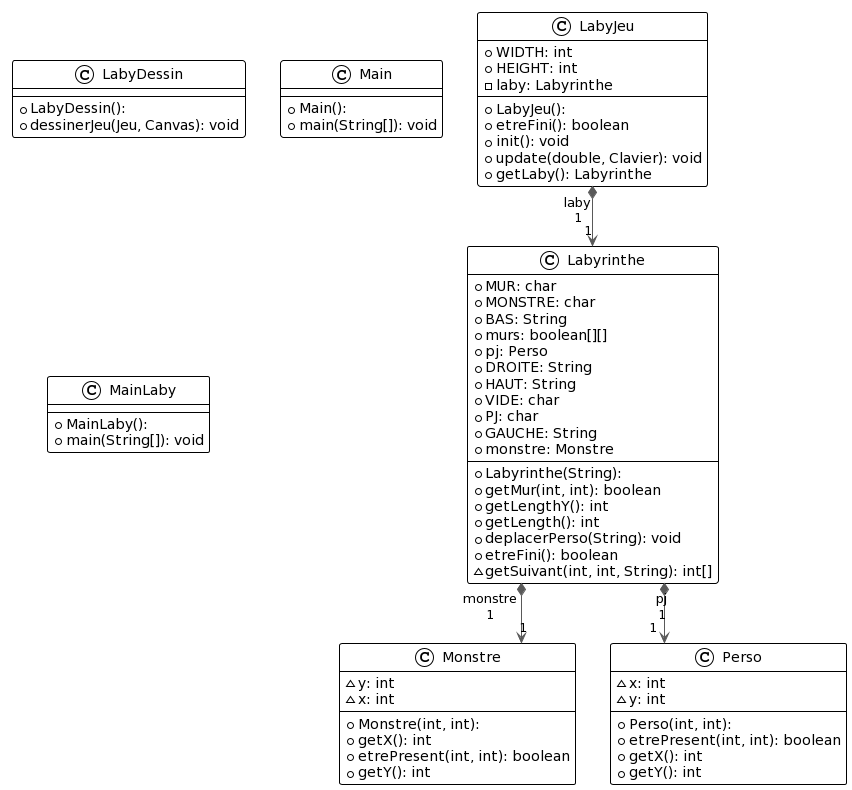 C LabyDessin
LabyDessin():
dessinerJeu(Jeu, Canvas): void
C Main
Main():
main(String[]): void
C LabyJeu
WIDTH: int
HEIGHT: int
laby: Labyrinthe
LabyJeu():
etreFini(): boolean
init(): void
update(double, Clavier): void
getLaby(): Labyrinthe
laby
1
1
C Labyrinthe
MUR: char
MONSTRE: char
BAS: String
murs: boolean[][]
pj: Perso
DROITE: String
HAUT: String
VIDE: char
PJ: char
GAUCHE: String
monstre: Monstre
Labyrinthe(String):
getMur(int, int): boolean
getLengthY(): int
getLength(): int
deplacerPerso(String): void
etreFini(): boolean
~getSuivant(int, int, String): int[]
C MainLaby
MainLaby():
main(String[]): void
monstre
1
1
pj
1
1
C Monstre
~y: int
~x: int
Monstre(int, int):
getX(): int
etrePresent(int, int): boolean
getY(): int
C Perso
~x: int
~y: int
Perso(int, int):
etrePresent(int, int): boolean
getX(): int
getY(): int